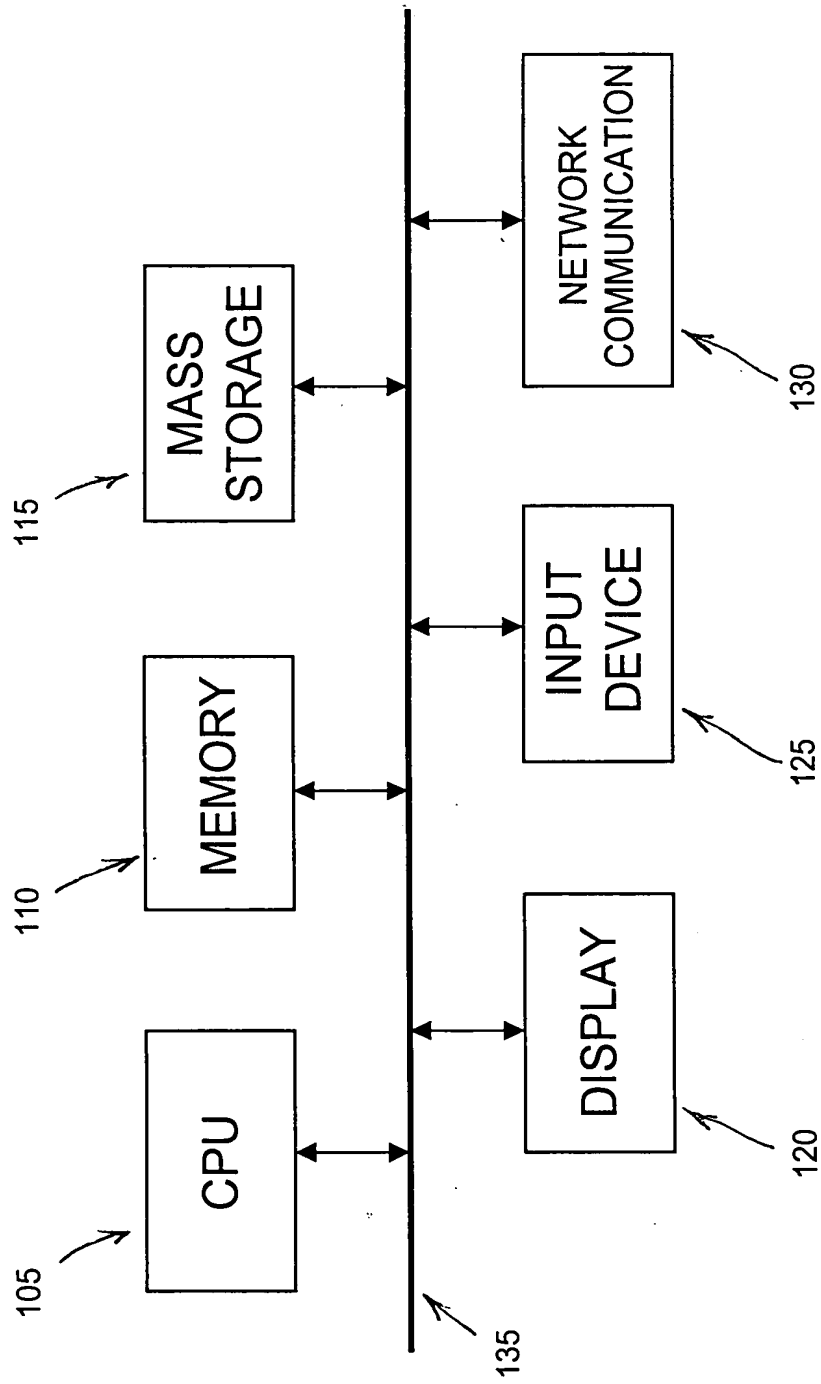 105
CPU
110
MEMORY
115
MASS
STORAGE
135
120
DISPLAY
125
INPUT
DEVICE
130
NETWORK
COMMUNICATION